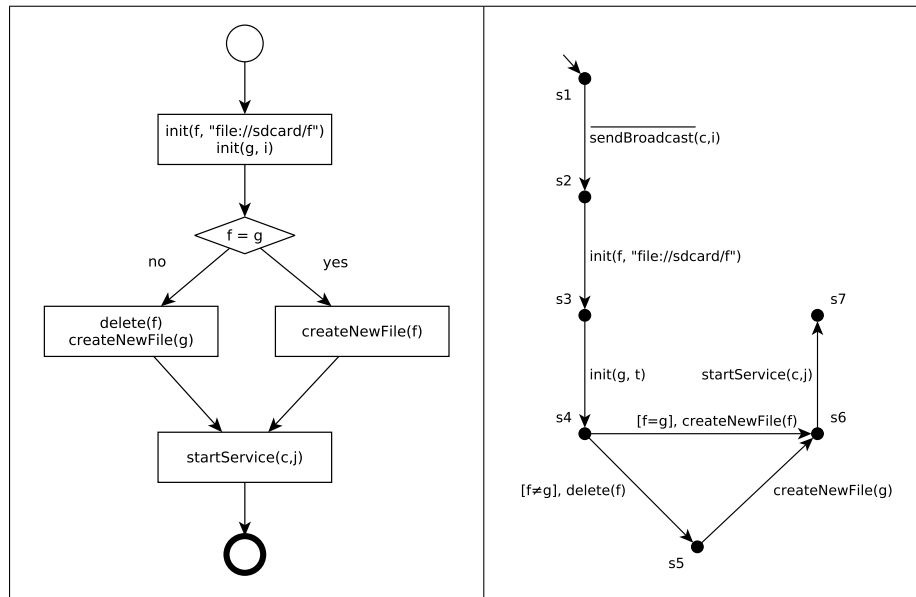 init(f, "file://sdcard/f")
init(g, i)
f = g
no
yes
delete(f)
createNewFile(g)
createNewFile(f)
startService(c,j)
s1
sendBroadcast(c,i)
s2
init(f, "file://sdcard/f")
s3
s7
init(g, t)
startService(c,j)
s4
[f=g], createNewFile(f)
s6
[f≠g], delete(f)
createNewFile(g)
s5